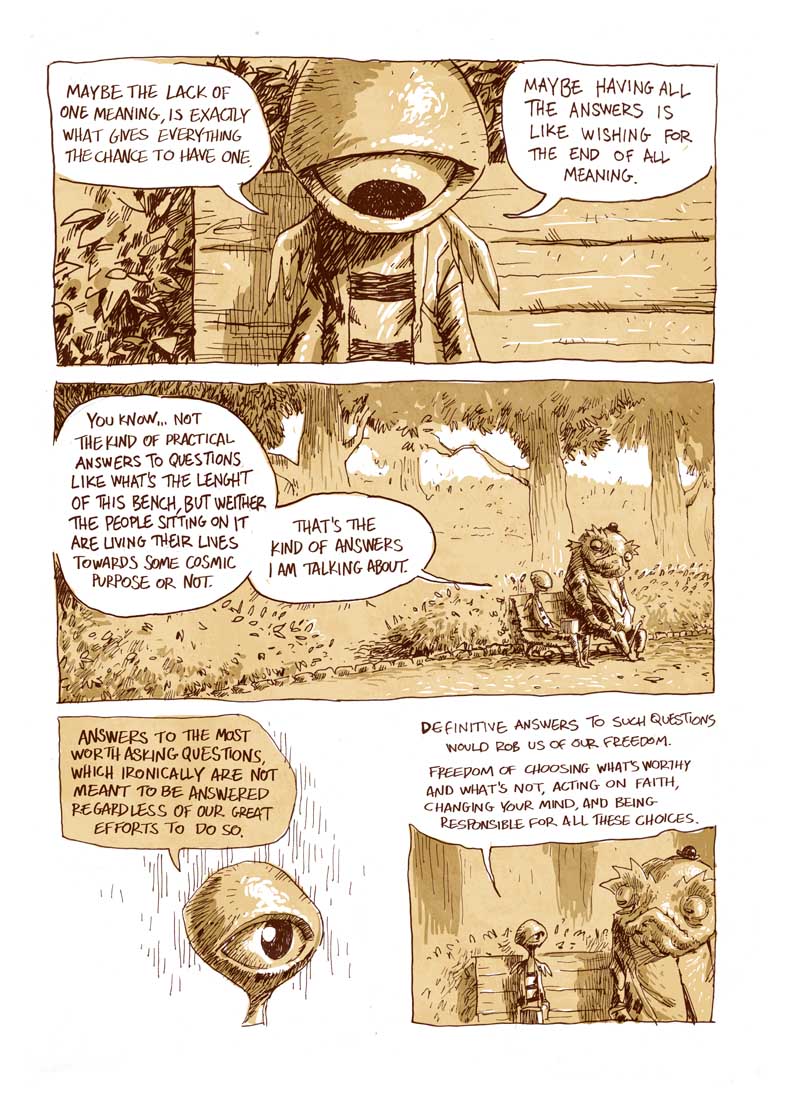 MAYBE THE LACK OF
ONE MEANING, IS EXACTLY
WHAT GIVES EVERYTHING
THE CHANCE TO HAVE ONE.
MAYBE HAVING ALL
THE ANSWERS IS
LIKE WISHING FOR
THE END OF ALL
MEANING.
YOU KNOW... NOT
THE KIND OF PRACTICAL
ANSWERS TO QUESTIONS
LIKE WHAT'S THE LENGHT
OF THIS BENCH, BUT WEITHER
THE PEOPLE SITTING ON IT
ARE LIVING THEIR LIVES
TOWARDS SOME COSMIC
PURPOSE OR NOT.
THAT'S THE
KIND OF ANSWERS
I AM TALKING ABOUT.
ANSWERS TO THE MOST
WORTH ASKING QUESTIONS,
WHICH IRONICALLY ARE NOT
MEANT TO BE ANSWERED
REGARDLESS OF OUR GREAT
EFFORTS TO DO SO.
DEFINITIVE ANSWERS TO SUCH QUESTIONS
WOULD ROB US OF OUR FREEDOM.
FREEDOM OF CHOOSING WHAT'S WORTHY
AND WHAT'S NOT, ACTING ON FAITH,
CHANGING YOUR MIND, AND BEING
RESPONSIBLE FOR ALL THESE CHOICES.